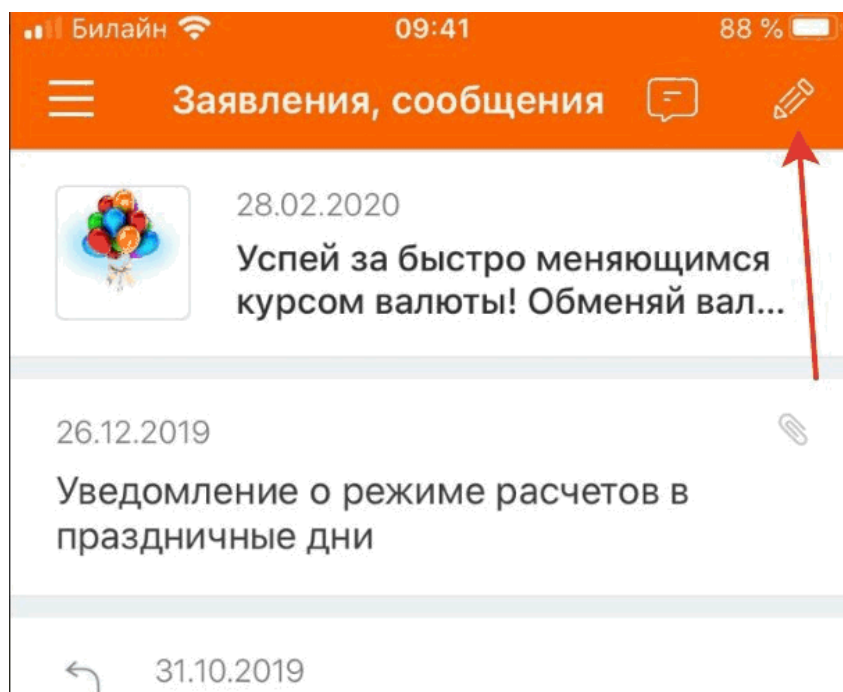 Билайн 09:41 88 %
Заявления, сообщения
28.02.2020
Успей за быстро меняющимся
курсом валюты! Обменяй вал...
26.12.2019
Уведомление о режиме расчетов в
праздничные дни
31.10.2019